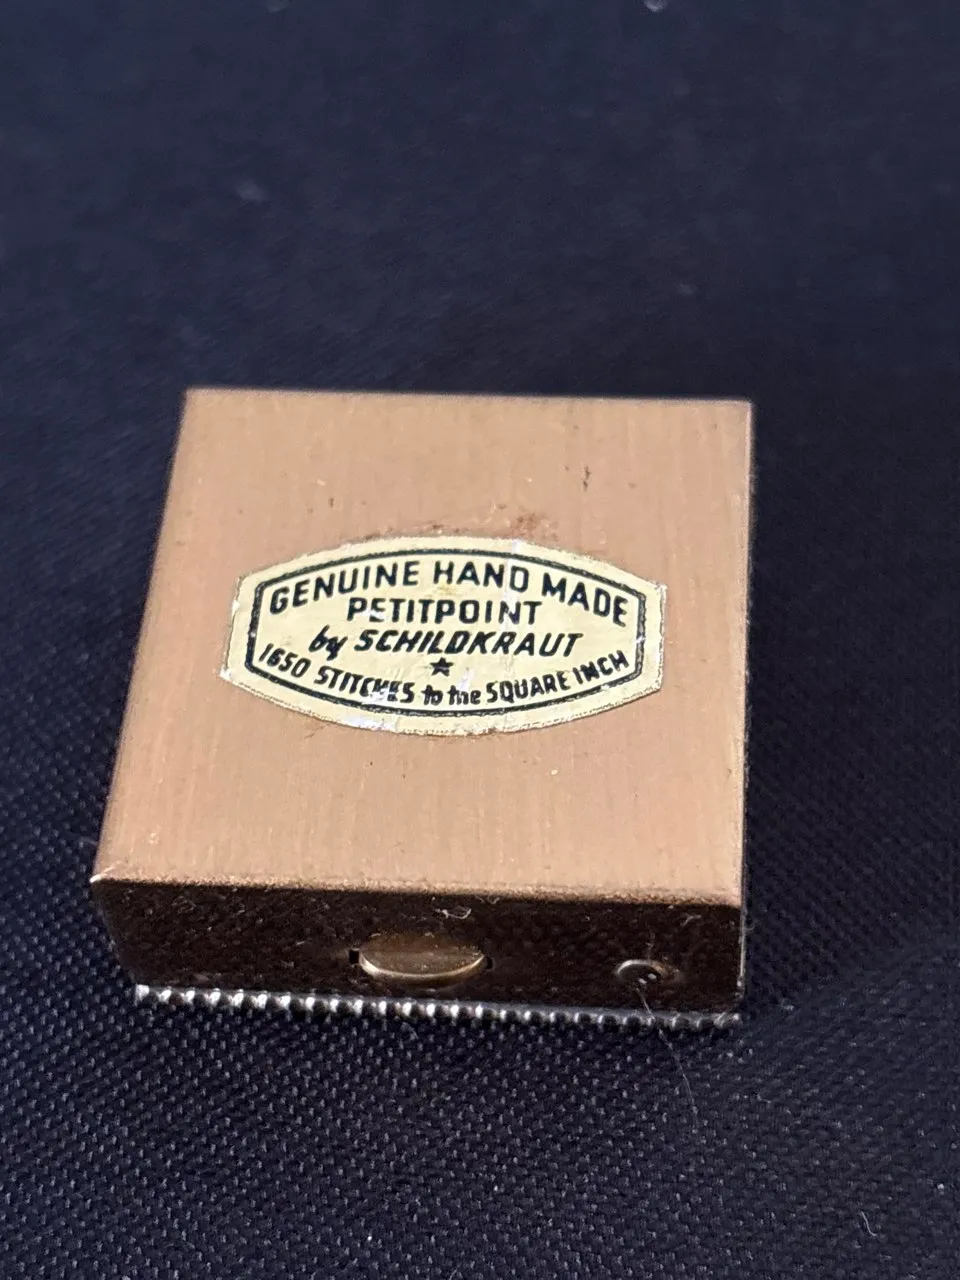 GENUINE HAND MADE
PETITPOINT
by SCHILDKRAUT
1650 STITCHES to the SQUARE INCH